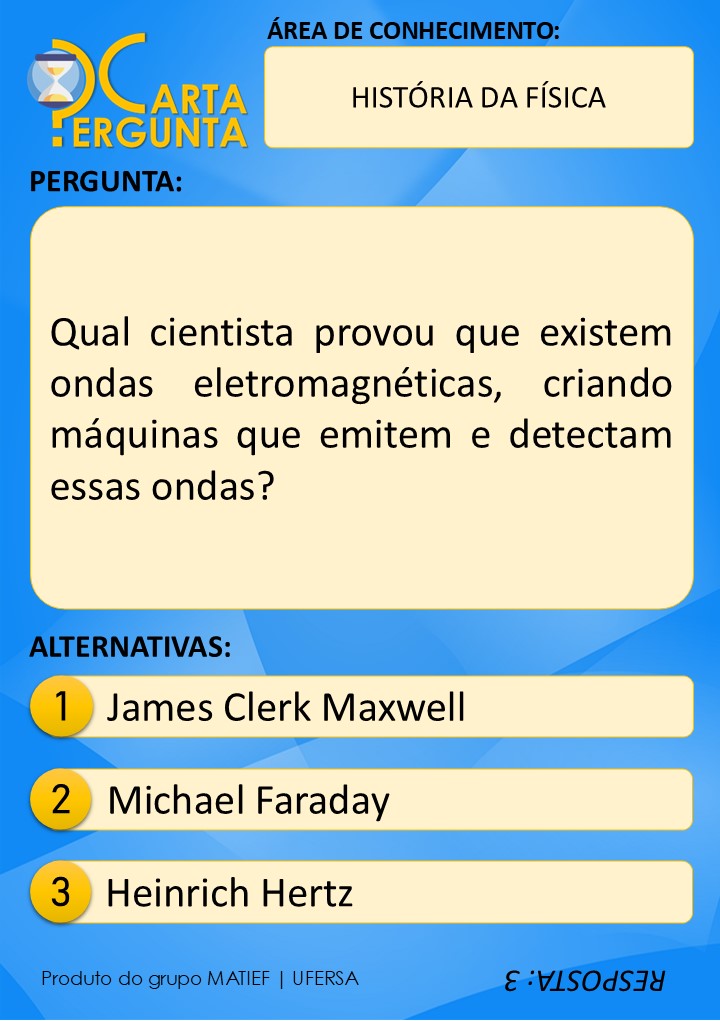 ÁREA DE CONHECIMENTO:
CARTA
PERGUNTA
HISTÓRIA DA FÍSICA
PERGUNTA:
Qual cientista provou que existem
ondas eletromagnéticas, criando
máquinas que emitem e detectam
essas ondas?
ALTERNATIVAS:
1 James Clerk Maxwell
2 Michael Faraday
3 Heinrich Hertz
Produto do grupo MATIEF | UFERSA
RESPOSTA: 3